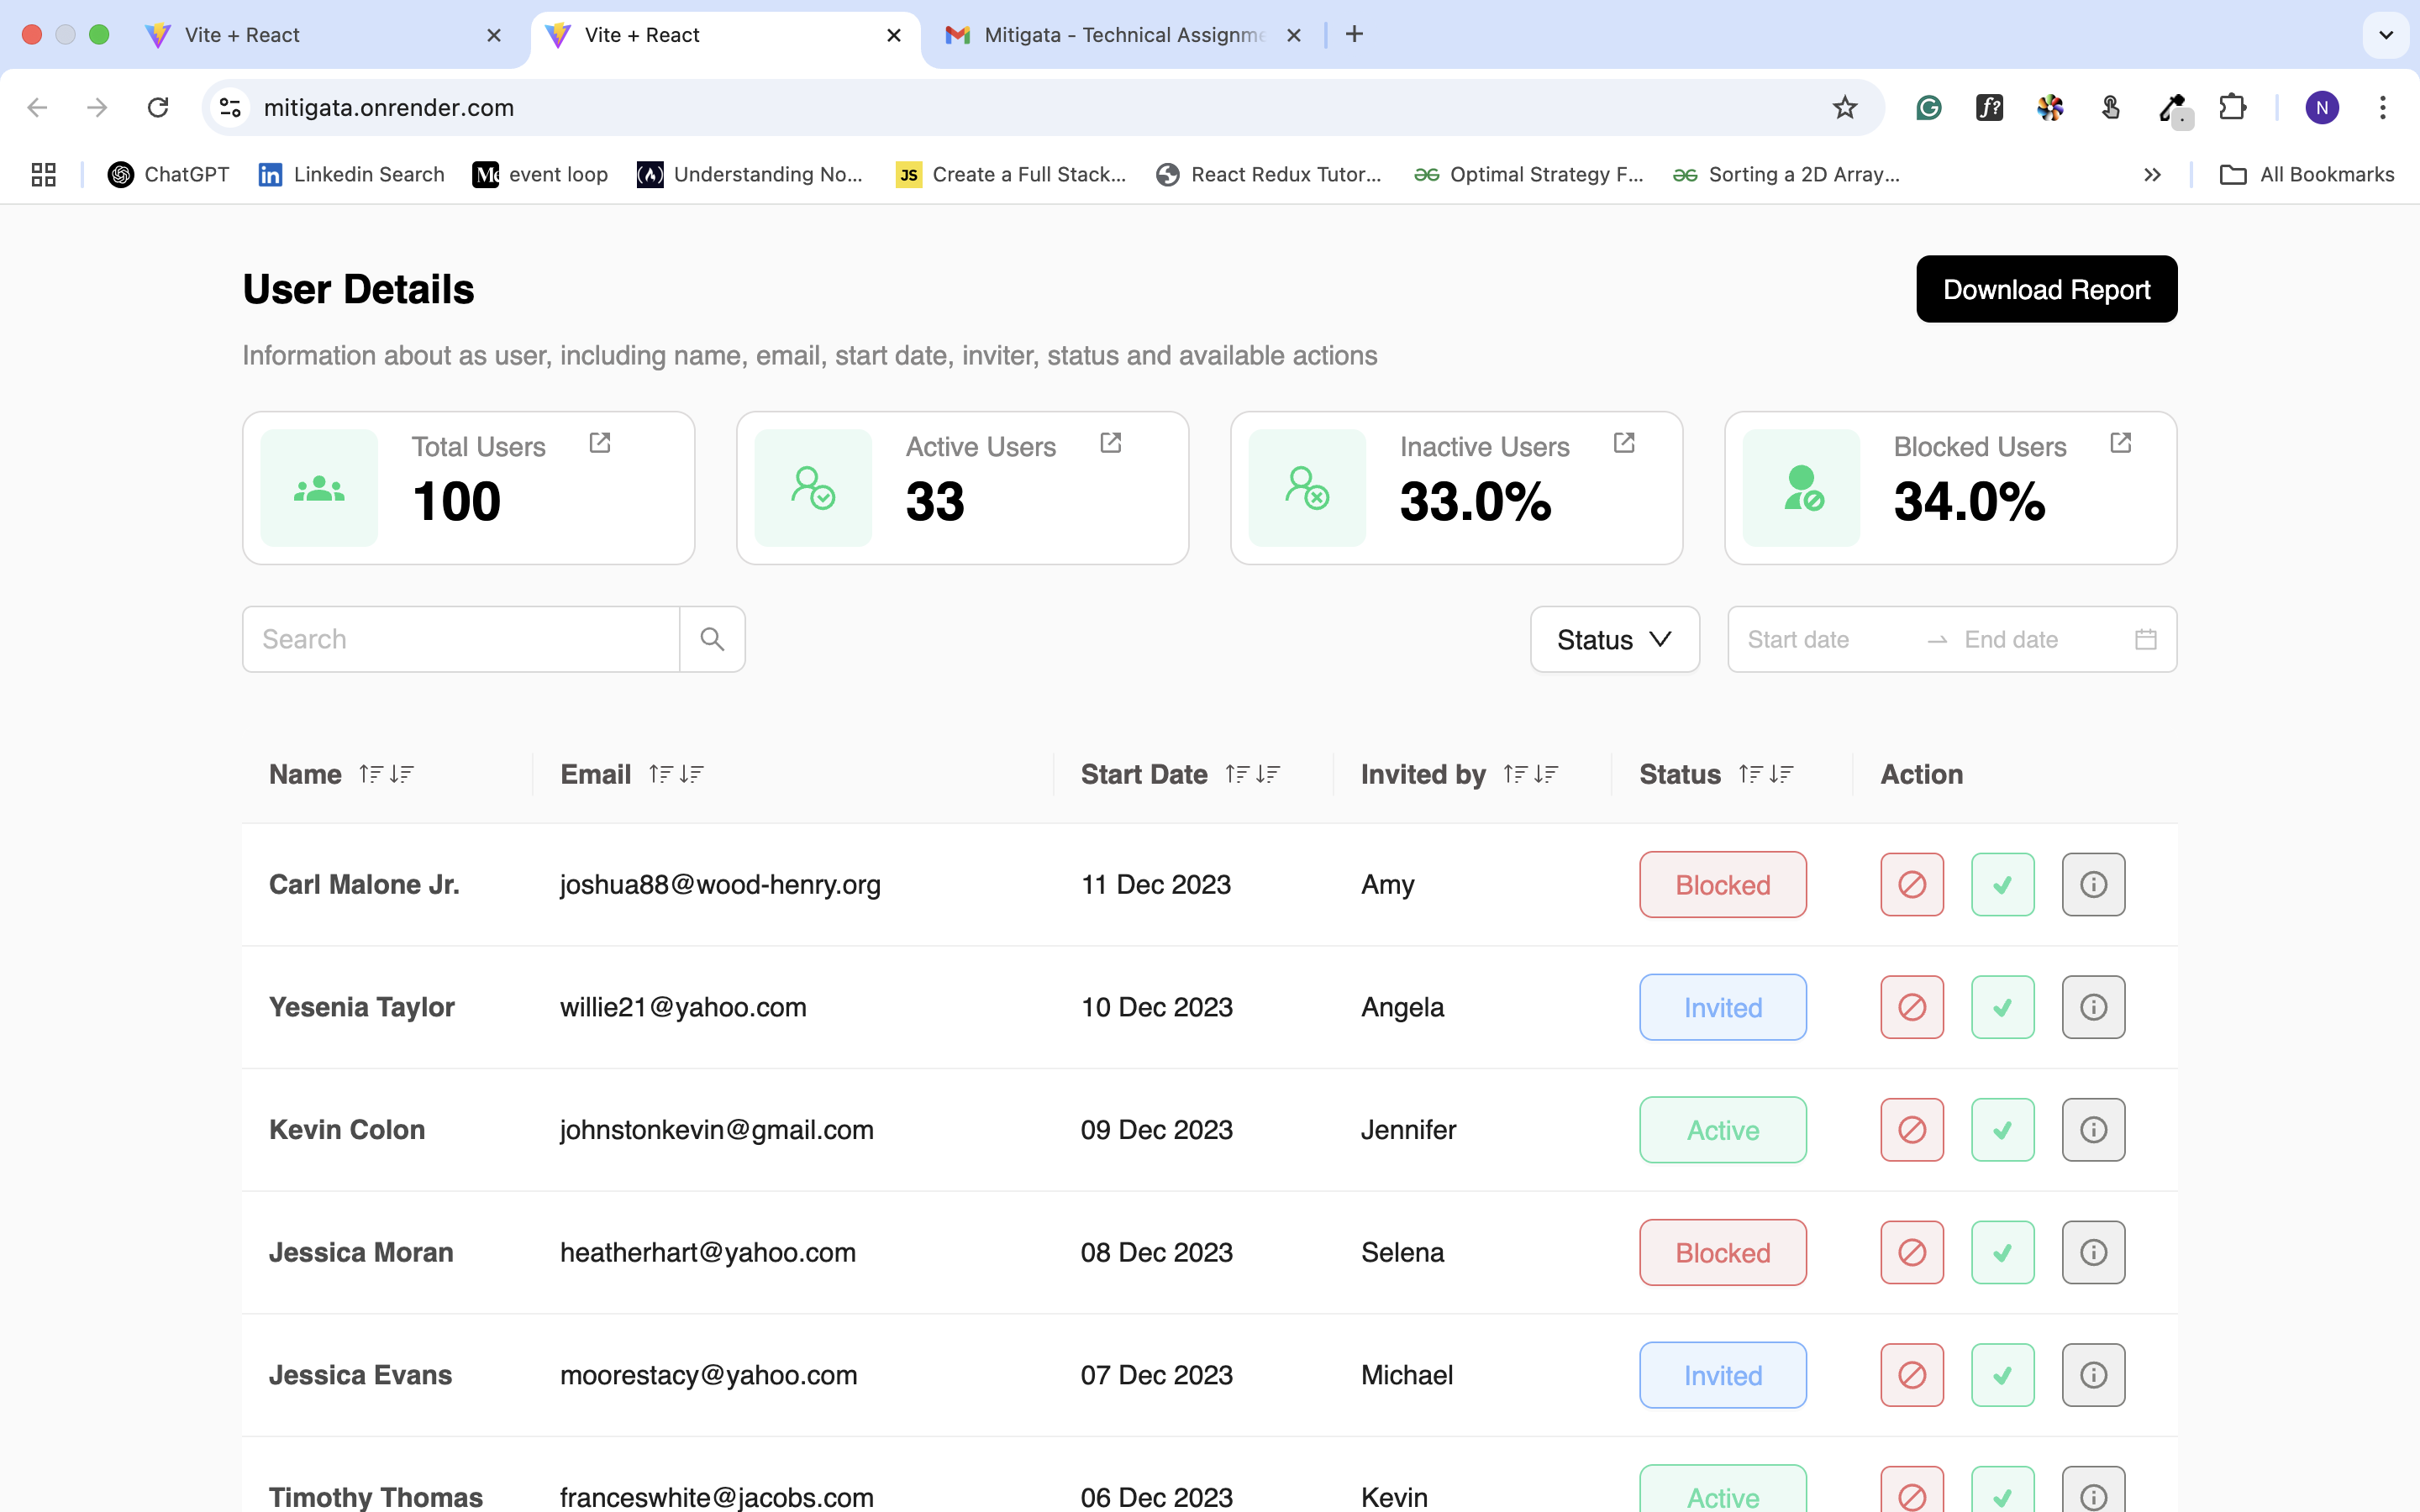 Vite + React
Vite + React
Mitigata - Technical Assignme
mitigata.onrender.com
N
ChatGPT
Linkedin Search
event loop
Understanding No...
JS Create a Full Stack...
React Redux Tutor...
Optimal Strategy F...
Sorting a 2D Array...
All Bookmarks
User Details
Download Report
Information about as user, including name, email, start date, inviter, status and available actions
Total Users
100
Active Users
33
Inactive Users
33.0%
Blocked Users
34.0%
Search
Status
Start date
End date
Name Email Start Date Invited by Status Action
Carl Malone Jr. joshua88@wood-henry.org 11 Dec 2023 Amy Blocked
Yesenia Taylor willie21@yahoo.com 10 Dec 2023 Angela Invited
Kevin Colon johnstonkevin@gmail.com 09 Dec 2023 Jennifer Active
Jessica Moran heatherhart@yahoo.com 08 Dec 2023 Selena Blocked
Jessica Evans moorestacy@yahoo.com 07 Dec 2023 Michael Invited
Timothy Thomas franceswhite@jacobs.com 06 Dec 2023 Kevin Active